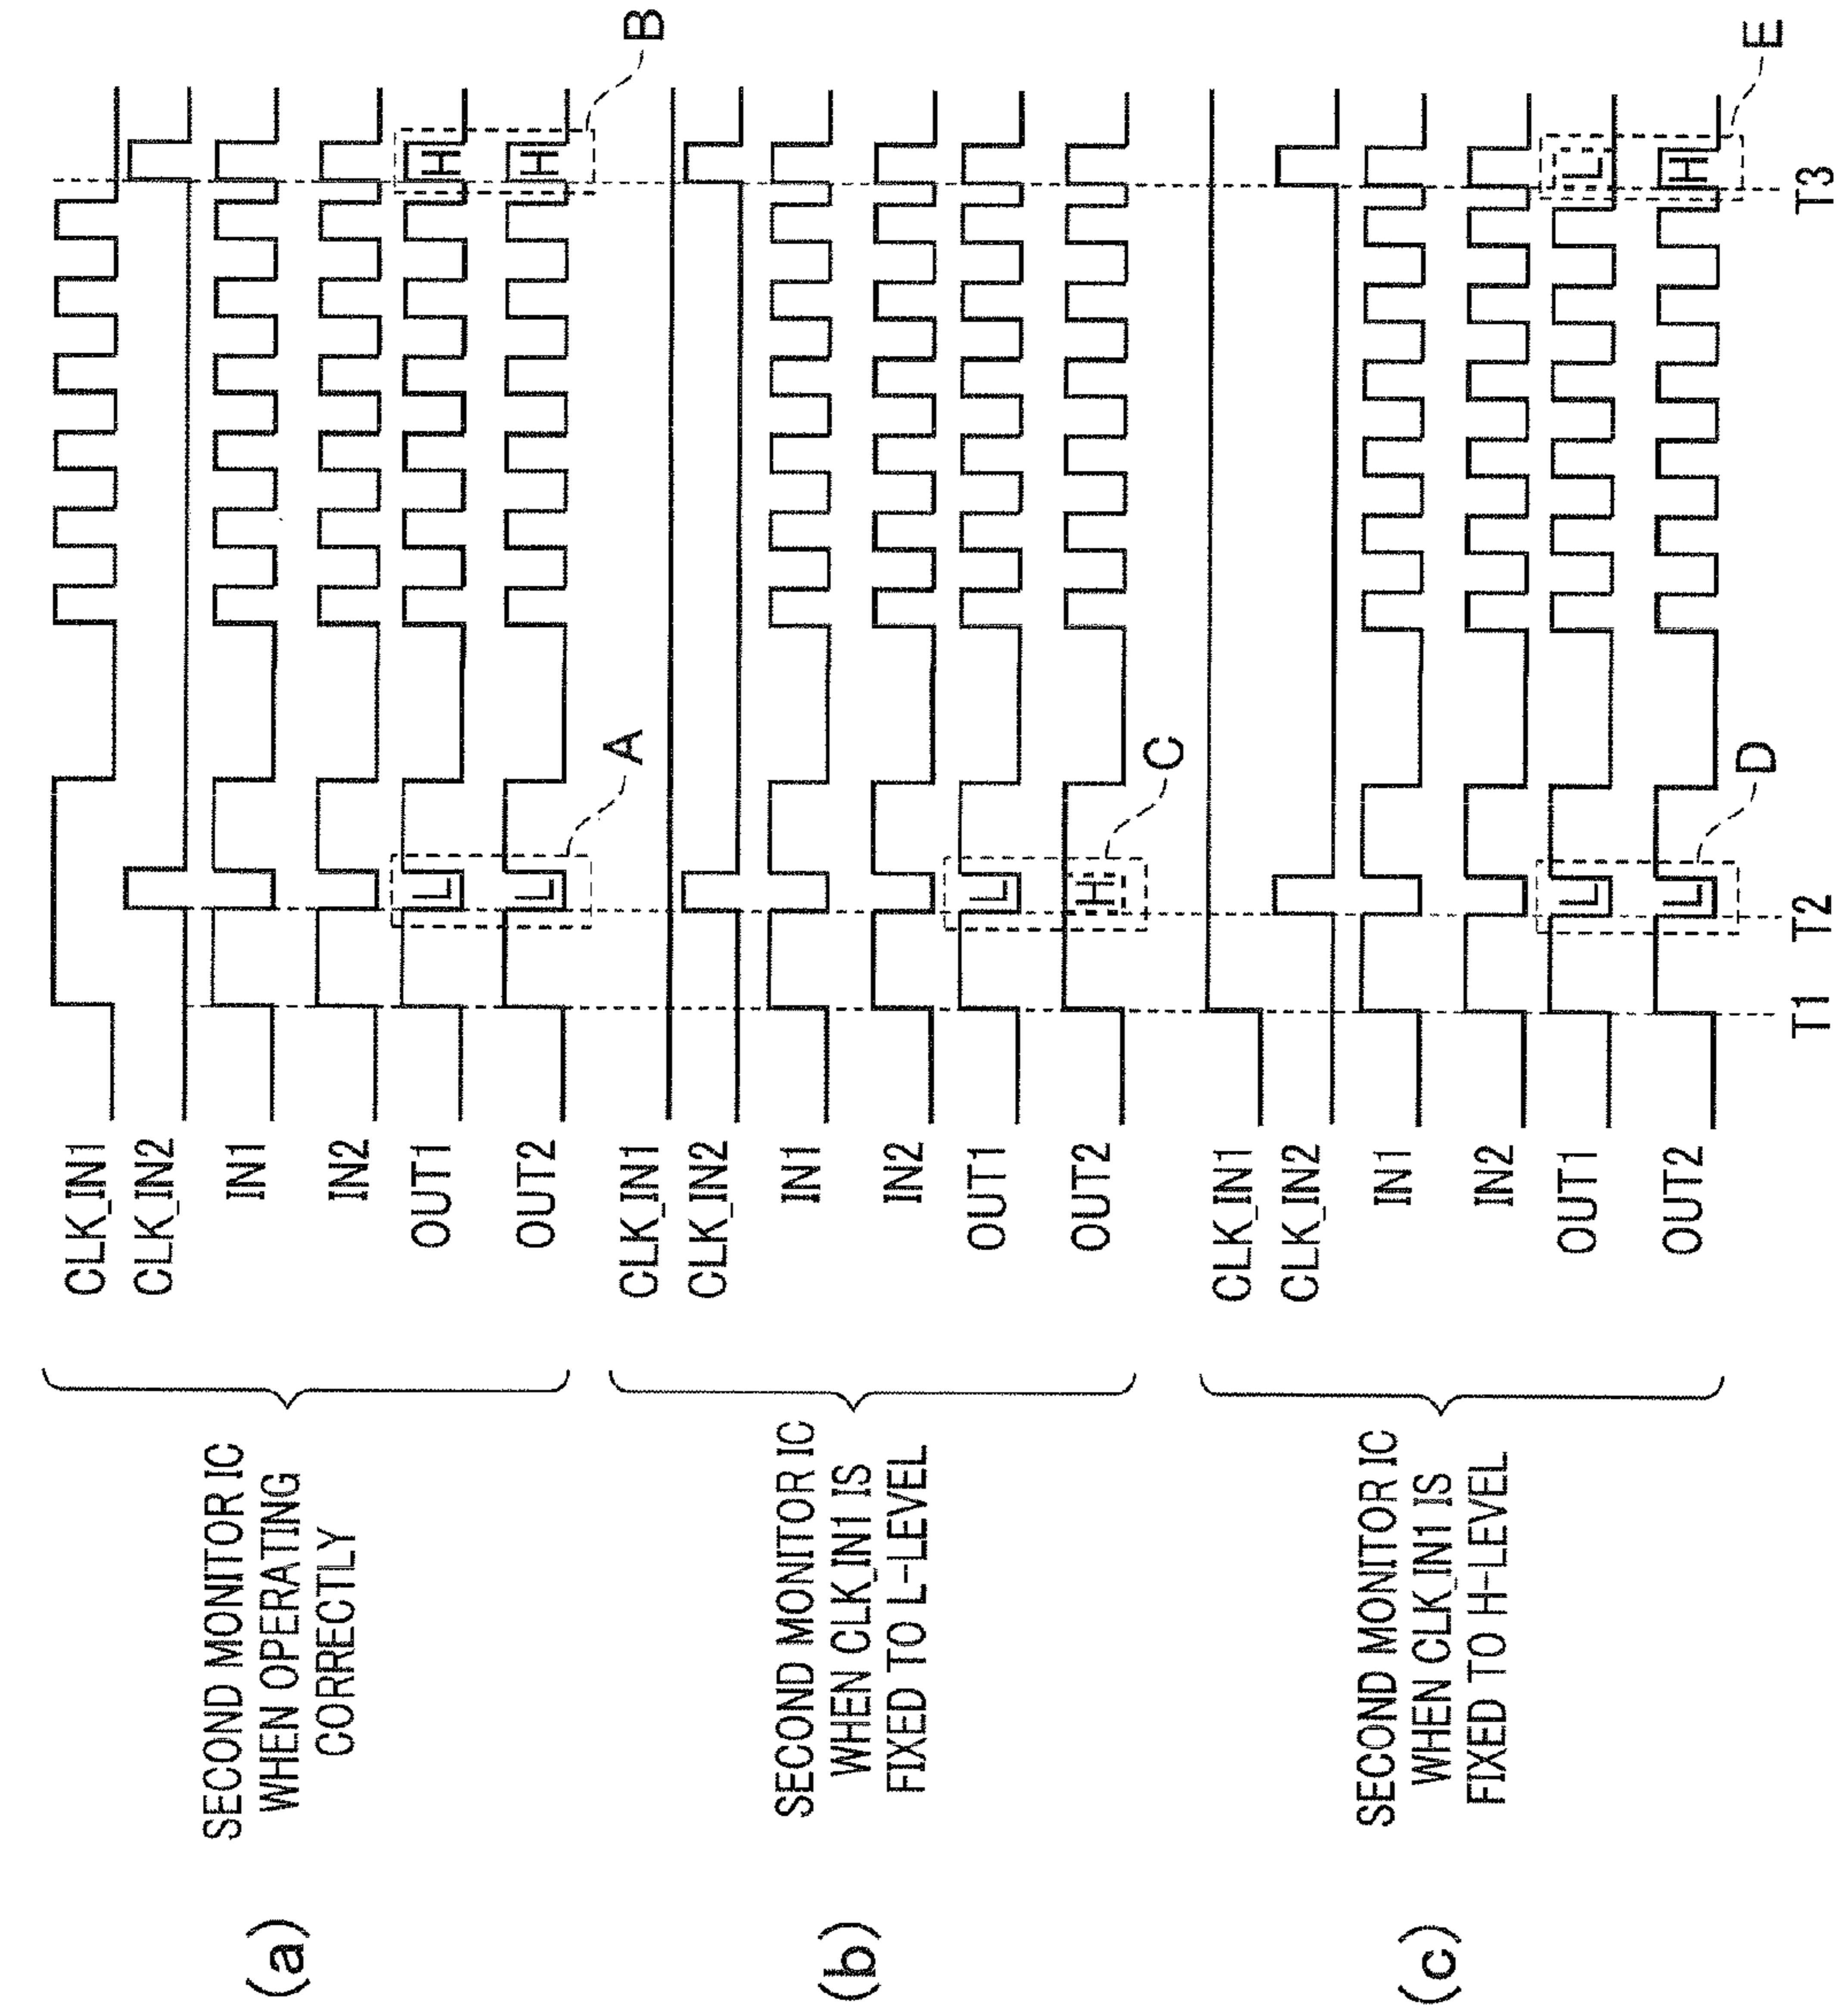 (a)
SECOND MONITOR IC
WHEN OPERATING
CORRECTLY
CLK_IN1
CLK_IN2
IN1
IN2
OUT1
OUT2
L
L
A
H
H
B
(b)
SECOND MONITOR IC
WHEN CLK_IN1 IS
FIXED TO L-LEVEL
CLK_IN1
CLK_IN2
IN1
IN2
OUT1
OUT2
L
H
C
(c)
SECOND MONITOR IC
WHEN CLK_IN1 IS
FIXED TO H-LEVEL
CLK_IN1
CLK_IN2
IN1
IN2
OUT1
OUT2
L
L
D
L
H
E
T1
T2
T3